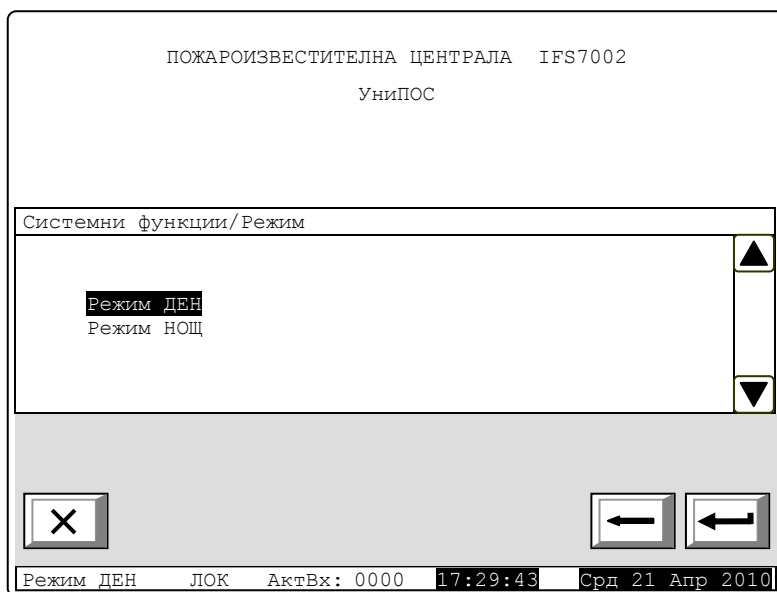 ПОЖАРОИЗВЕСТИТЕЛНА ЦЕНТРАЛА IFS7002
УниПОС
Системни функции/Режим
Режим ДЕН
Режим НОЩ
Режим ДЕН ЛОК АктВх: 0000 17:29:43 Срд 21 Апр 2010